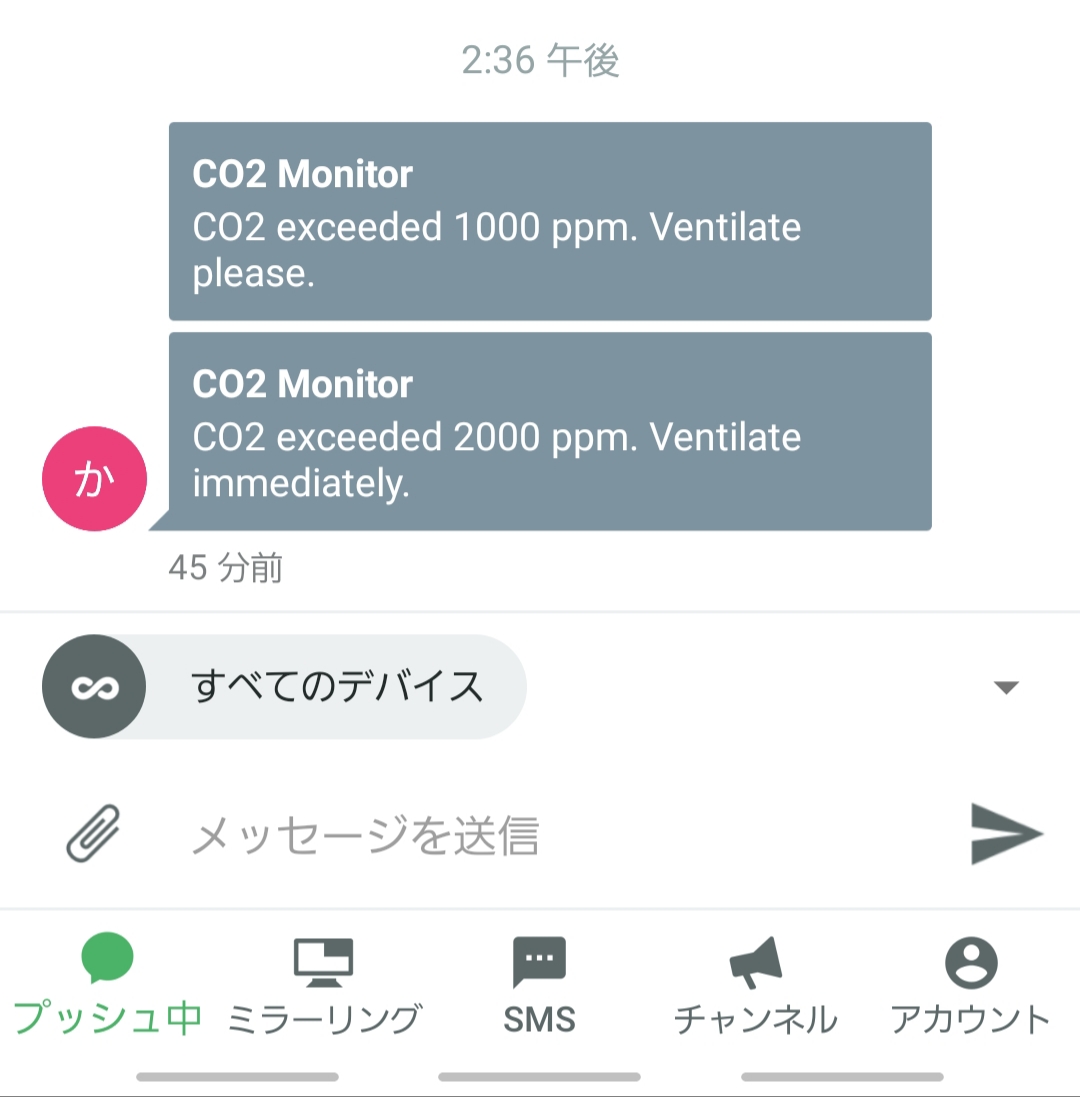 2:36 午後
CO2 Monitor
CO2 exceeded 1000 ppm. Ventilate
please.
CO2 Monitor
CO2 exceeded 2000 ppm. Ventilate
immediately.
か
45 分前
すべてのデバイス
メッセージを送信
プッシュ中 ミラーリング SMS チャンネル アカウント